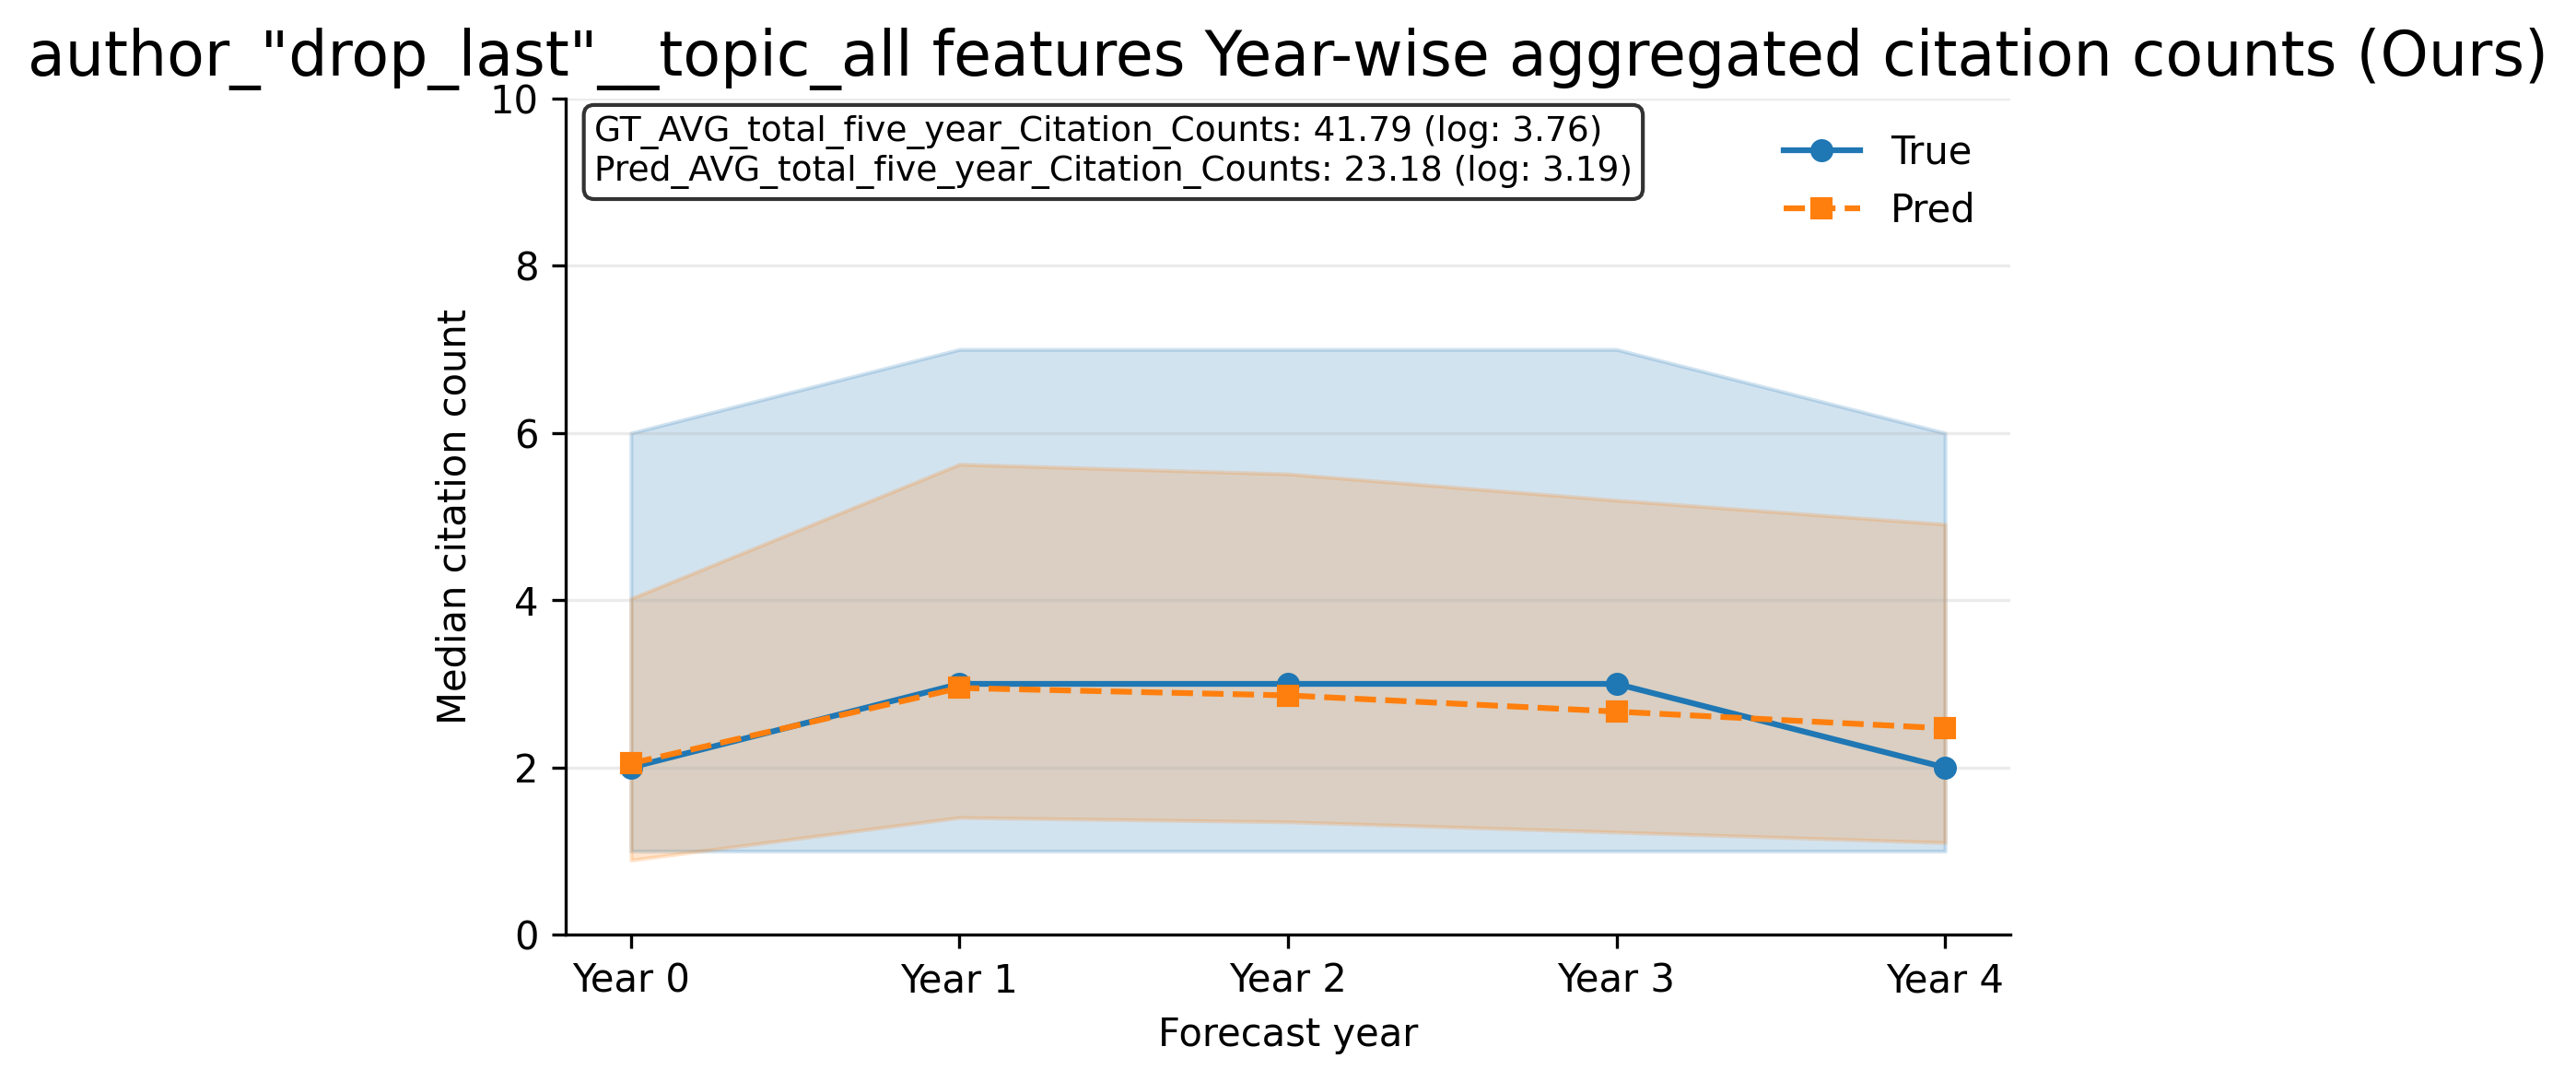 author_"drop_last"__topic_all features Year-wise aggregated citation counts (Ours)
GT_AVG_total_five_year_Citation_Counts: 41.79 (log: 3.76)
Pred_AVG_total_five_year_Citation_Counts: 23.18 (log: 3.19)
True
Pred
Median citation count
10
8
6
4
2
0
Year 0
Year 1
Year 2
Year 3
Year 4
Forecast year